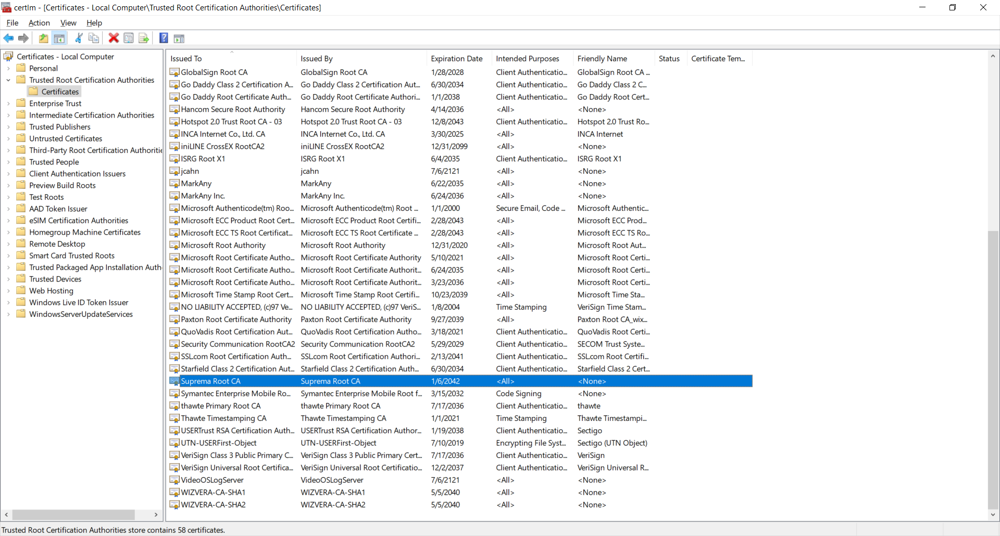 certlm - [Certificates - Local Computer\Trusted Root Certification Authorities\Certificates]
File Action View Help
Certificates - Local Computer
Personal
Trusted Root Certification Authorities
Certificates
Enterprise Trust
Intermediate Certification Authorities
Trusted Publishers
Untrusted Certificates
Third-Party Root Certification Authoritie
Trusted People
Client Authentication Issuers
Preview Build Roots
Test Roots
AAD Token Issuer
eSIM Certification Authorities
Homegroup Machine Certificates
Remote Desktop
Smart Card Trusted Roots
Trusted Packaged App Installation Auth
Trusted Devices
Web Hosting
Windows Live ID Token Issuer
WindowsServerUpdateServices
Issued To Issued By Expiration Date Intended Purposes Friendly Name Status Certificate Tem...
GlobalSign Root CA GlobalSign Root CA 1/28/2028 Client Authenticatio... GlobalSign Root CA ...
Go Daddy Class 2 Certification A... Go Daddy Class 2 Certification Aut... 6/30/2034 Client Authenticatio... Go Daddy Class 2 C...
Go Daddy Root Certificate Auth... Go Daddy Root Certificate Authori... 1/1/2038 Client Authenticatio... Go Daddy Root Cert...
Hancom Secure Root Authority Hancom Secure Root Authority 4/14/2036 <All> <None>
Hotspot 2.0 Trust Root CA - 03 Hotspot 2.0 Trust Root CA - 03 12/8/2043 Client Authenticatio... Hotspot 2.0 Trust Ro...
INCA Internet Co., Ltd. CA INCA Internet Co., Ltd. CA 3/30/2025 <All> INCA Internet
iniLINE CrossEX RootCA2 iniLINE CrossEX RootCA2 12/31/2099 <All> <None>
ISRG Root X1 ISRG Root X1 6/4/2035 Client Authenticatio... ISRG Root X1
jcahn jcahn 7/6/2121 <All> <None>
MarkAny MarkAny 6/22/2035 <All> <None>
MarkAny Inc. MarkAny Inc. 6/24/2036 <All> <None>
Microsoft Authenticode(tm) Roo... Microsoft Authenticode(tm) Root ... 1/1/2000 Secure Email, Code ... Microsoft Authentic...
Microsoft ECC Product Root Cert... Microsoft ECC Product Root Certifi... 2/28/2043 <All> Microsoft ECC Prod...
Microsoft ECC TS Root Certificat... Microsoft ECC TS Root Certificate ... 2/28/2043 <All> Microsoft ECC TS Ro...
Microsoft Root Authority Microsoft Root Authority 12/31/2020 <All> Microsoft Root Aut...
Microsoft Root Certificate Autho... Microsoft Root Certificate Authority 5/10/2021 <All> Microsoft Root Certi...
Microsoft Root Certificate Autho... Microsoft Root Certificate Authorit... 6/24/2035 <All> Microsoft Root Certi...
Microsoft Root Certificate Autho... Microsoft Root Certificate Authorit... 3/23/2036 <All> Microsoft Root Certi...
Microsoft Time Stamp Root Cert... Microsoft Time Stamp Root Certifi... 10/23/2039 <All> Microsoft Time Sta...
NO LIABILITY ACCEPTED, (c)97 Ve... NO LIABILITY ACCEPTED, (c)97 VeriS... 1/8/2004 Time Stamping VeriSign Time Stam...
Paxton Root Certificate Authority Paxton Root Certificate Authority 9/27/2039 <All> Paxton Root CA_wix...
QuoVadis Root Certification Aut... QuoVadis Root Certification Autho... 3/18/2021 Client Authenticatio... QuoVadis Root Certi...
Security Communication RootCA2 Security Communication RootCA2 5/29/2029 Client Authenticatio... SECOM Trust Syste...
SSL.com Root Certification Auth... SSL.com Root Certification Authori... 2/13/2041 Client Authenticatio... SSL.com Root Certifi...
Starfield Class 2 Certification Aut... Starfield Class 2 Certification Auth... 6/30/2034 Client Authenticatio... Starfield Class 2 Cert...
Suprema Root CA Suprema Root CA 1/6/2042 <All> <None>
Symantec Enterprise Mobile Ro... Symantec Enterprise Mobile Root f... 3/15/2032 Code Signing <None>
thawte Primary Root CA thawte Primary Root CA 7/17/2036 Client Authenticatio... thawte
Thawte Timestamping CA Thawte Timestamping CA 1/1/2021 Time Stamping Thawte Timestampi...
USERTrust RSA Certification Auth... USERTrust RSA Certification Author... 1/19/2038 Client Authenticatio... Sectigo
UTN-USERFirst-Object UTN-USERFirst-Object 7/10/2019 Encrypting File Syst... Sectigo (UTN Object)
VeriSign Class 3 Public Primary C... VeriSign Class 3 Public Primary Cert... 7/17/2036 Client Authenticatio... VeriSign
VeriSign Universal Root Certifica... VeriSign Universal Root Certificatio... 12/2/2037 Client Authenticatio... VeriSign Universal R...
VideoOSLogServer VideoOSLogServer 7/6/2121 <All> <None>
WIZVERA-CA-SHA1 WIZVERA-CA-SHA1 5/5/2040 <All> <None>
WIZVERA-CA-SHA2 WIZVERA-CA-SHA2 5/5/2040 <All> <None>
Trusted Root Certification Authorities store contains 58 certificates.